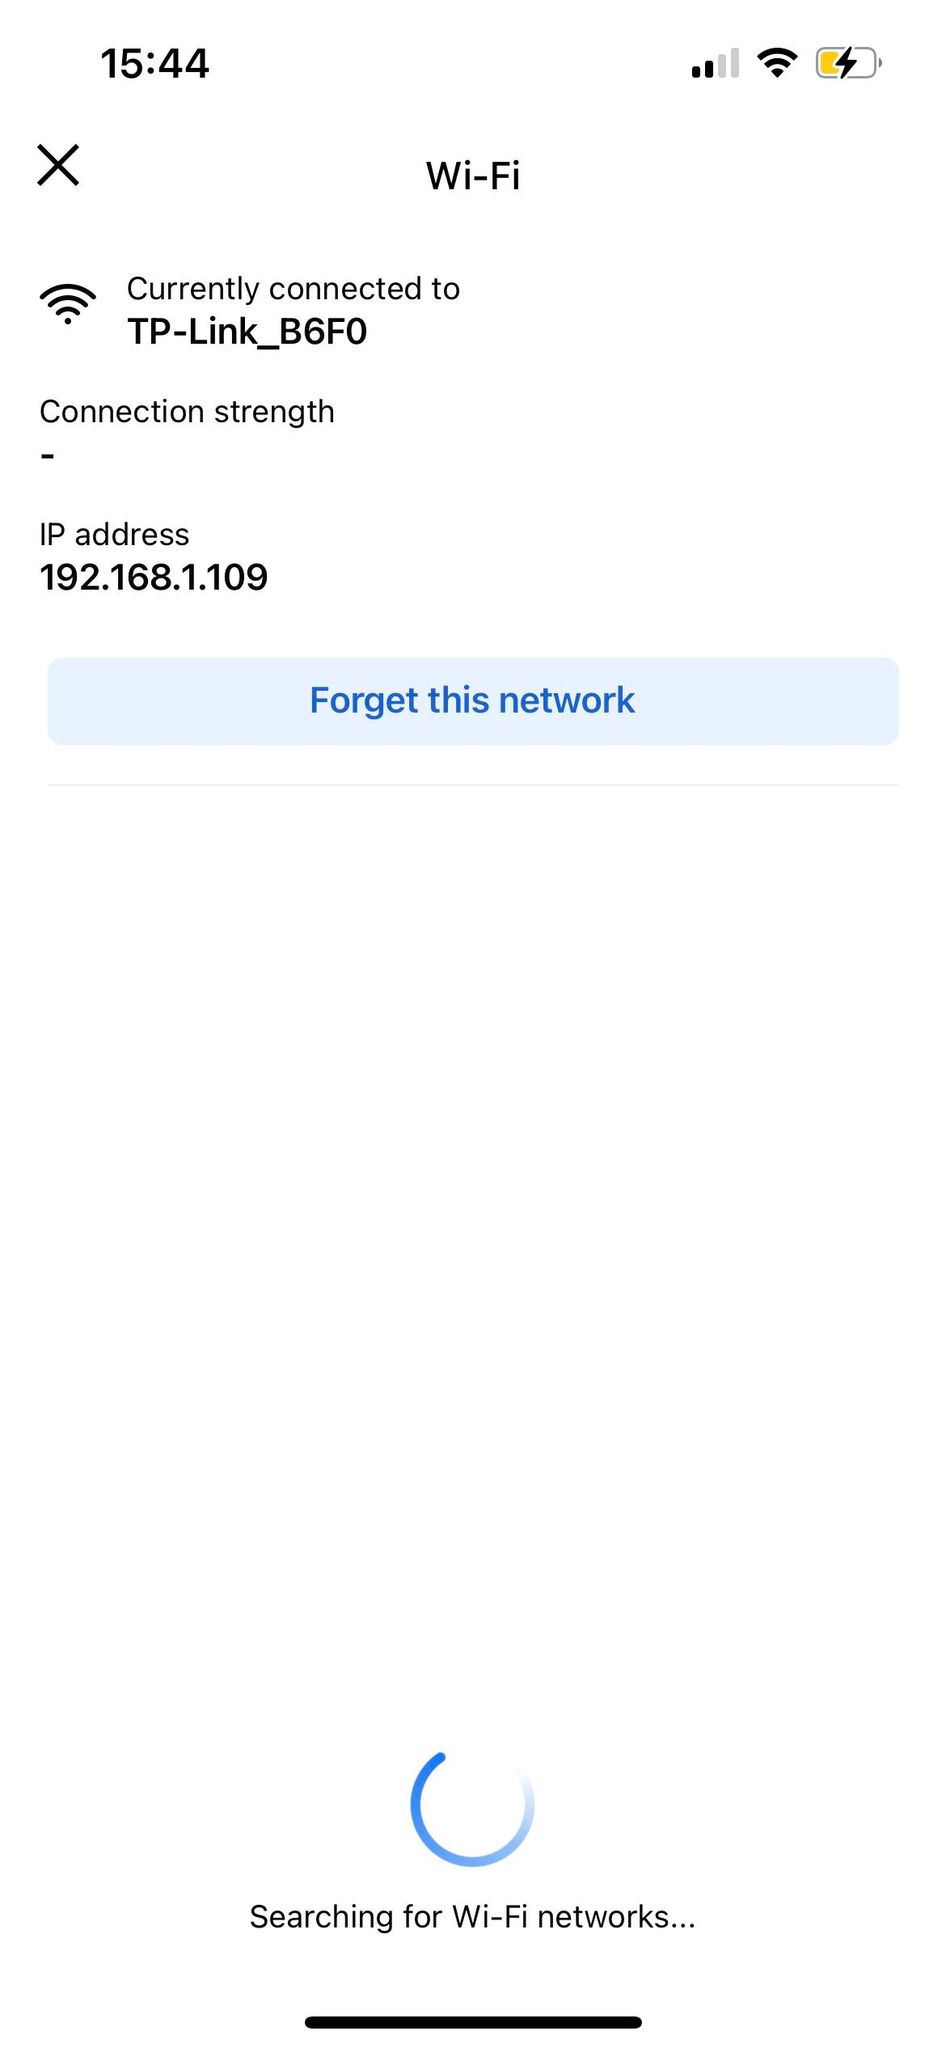 15:44
Wi-Fi
Currently connected to
TP-Link_B6F0
Connection strength
-
IP address
192.168.1.109
Forget this network
Searching for Wi-Fi networks...